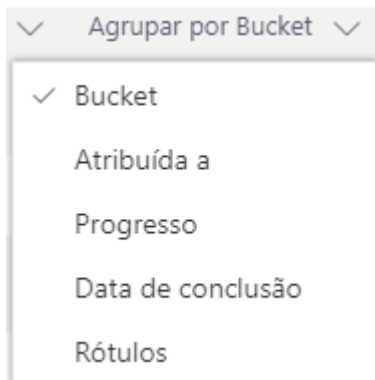 Agrupar por Bucket
Bucket
Atribuída a
Progresso
Data de conclusão
Rótulos